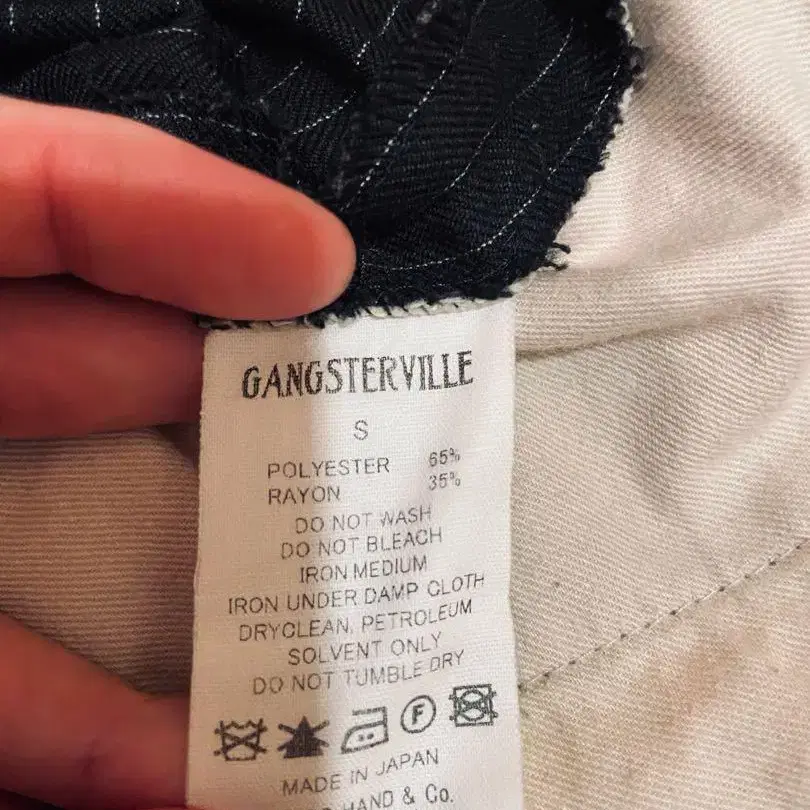 GANGSTERVILLE
S
POLYESTER 65%
RAYON 35%
DO NOT WASH
DO NOT BLEACH
IRON MEDIUM
IRON UNDER DAMP CLOTH
DRYCLEAN, PETROLEUM
SOLVENT ONLY
DO NOT TUMBLE DRY
F
MADE IN JAPAN
HAND & Co.